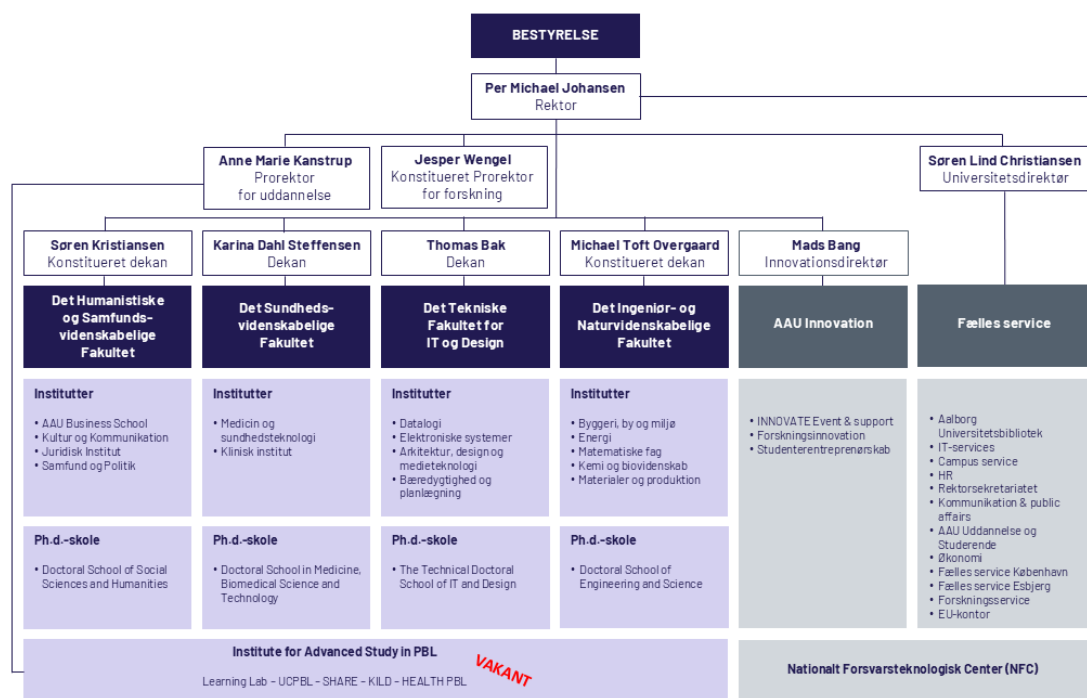 BESTYRELSE
Per Michael Johansen
Rektor
Anne Marie Kanstrup
Prorektor
for uddannelse
Jesper Wengel
Konstitueret Prorektor
for forskning
Søren Lind Christiansen
Universitetsdirektør
Søren Kristiansen
Konstitueret dekan
Karina Dahl Steffensen
Dekan
Thomas Bak
Dekan
Michael Toft Overgaard
Konstitueret dekan
Mads Bang
Innovationsdirektør
Det Humanistiske
og Samfunds-
videnskabelige
Fakultet
Det Sundheds-
videnskabelige
Fakultet
Det Tekniske
Fakultet for
IT og Design
Det Ingeniør- og
Naturvidenskabelige
Fakultet
AAU Innovation
Fælles service
Institutter
• AAU Business School
• Kultur og Kommunikation
• Juridisk Institut
• Samfund og Politik
Institutter
• Medicin og
sundhedsteknologi
• Klinisk institut
Institutter
• Datalogi
• Elektroniske systemer
• Arkitektur, design og
medieteknologi
• Bæredygtighed og
planlægning
Institutter
• Byggeri, by og miljø
• Energi
• Matematiske fag
• Kemi og biovidenskab
• Materialer og produktion
• INNOVATE Event & support
• Forskningsinnovation
• Studenterentreprenørskab
• Aalborg
Universitetsbibliotek
• IT-services
• Campus service
• HR
• Rektorsekretariatet
• Kommunikation & public
affairs
• AAU Uddannelse og
Studerende
• Økonomi
• Fælles service København
• Fælles service Esbjerg
• Forskningsservice
• EU-kontor
Ph.d.-skole
• Doctoral School of Social
Sciences and Humanities
Ph.d.-skole
• Doctoral School in Medicine,
Biomedical Science and
Technology
Ph.d.-skole
• The Technical Doctoral
School of IT and Design
Ph.d.-skole
• Doctoral School of
Engineering and Science
Institute for Advanced Study in PBL
VAKANT
Learning Lab – UCPBL – SHARE – KILD – HEALTH PBL
Nationalt Forsvarsteknologisk Center (NFC)